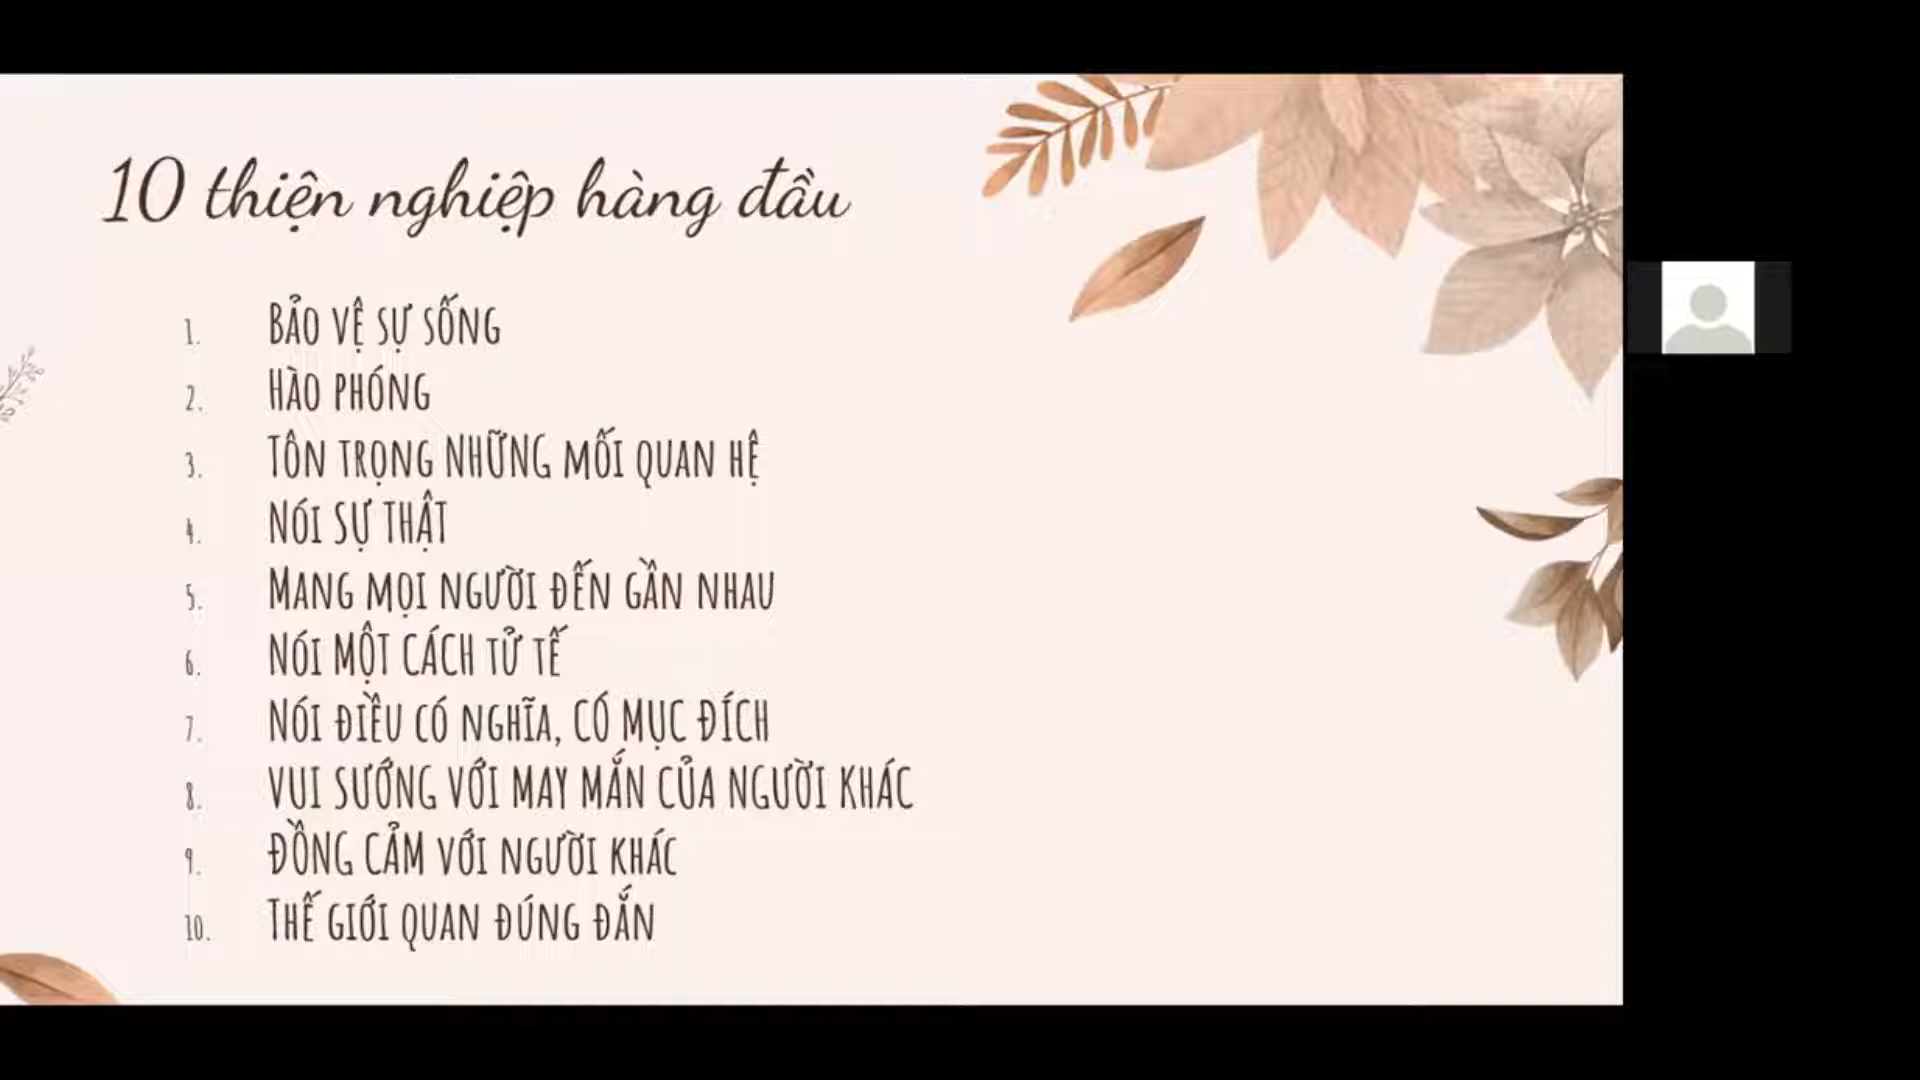 10 thiện nghiệp hàng đầu
1. Bảo vệ sự sống
2. Hào phóng
3. Tôn trọng NHỮNG mối quan hệ
4. Nói SỰ THẬT
5. Mang mọi người đến gần nhau
6. Nói MỘT CÁCH tử tế
7. Nói điều có nghĩa, CÓ MỤC ĐÍCH
8. VUI SƯỚNG VỚI MAY MẮN CỦA NGƯỜI KHÁC
9. ĐỒNG CẢM với người khác
10. Thế giới quan đúng đắn